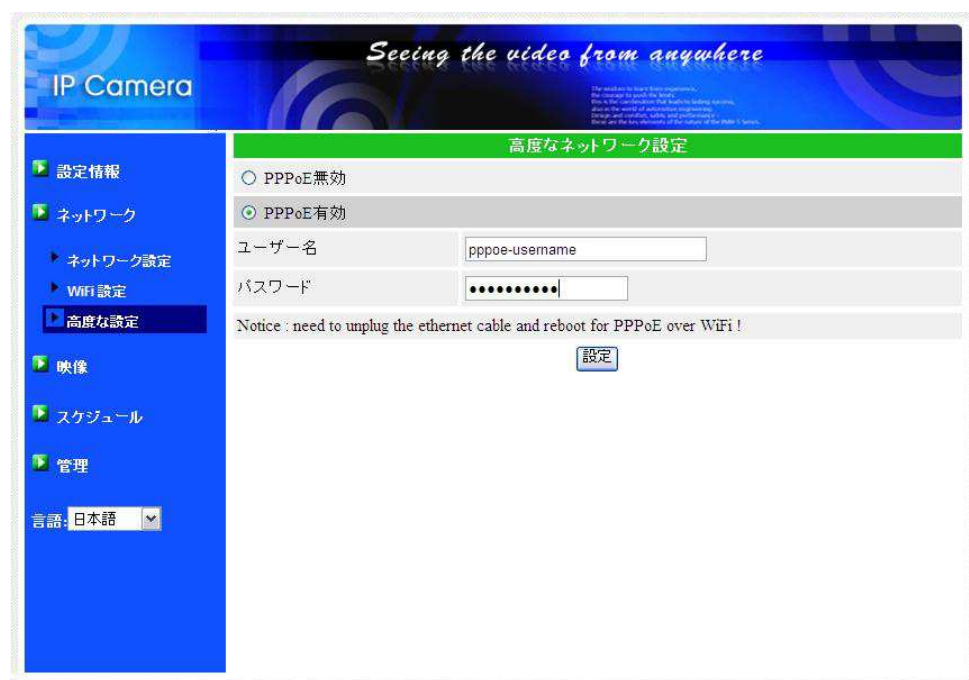 Seeing the video from anywhere
IP Camera
高度なネットワーク設定
設定情報
PPPoE無効
ネットワーク
PPPoE有効
ユーザー名
pppoe-username
ネットワーク設定
WiFi 設定
パスワード
●●●●●●●●●●
高度な設定
Notice : need to unplug the ethernet cable and reboot for PPPoE over WiFi !
設定
映像
スケジュール
管理
言語: 日本語